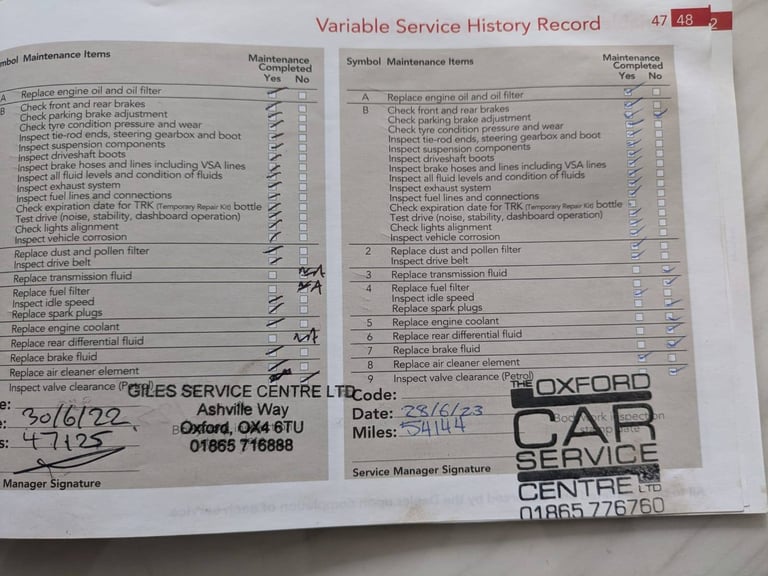 Variable Service History Record 47 48 2
mbol Maintenance Items
Maintenance
Completed
Yes No
A Replace engine oil and oil filter
B Check front and rear brakes
Check parking brake adjustment
Check tyre condition pressure and wear
Inspect tie-rod ends, steering gearbox and boot
Inspect suspension components
Inspect driveshaft boots
Inspect brake hoses and lines including VSA lines
Inspect all fluid levels and condition of fluids
Inspect exhaust system
Inspect fuel lines and connections
Check expiration date for TRK (Temporary Repair Kit) bottle
Test drive (noise, stability, dashboard operation)
Check lights alignment
Inspect vehicle corrosion
Replace dust and pollen filter
Inspect drive belt
Replace transmission fluid NA
Replace fuel filter NA
Inspect idle speed
Replace spark plugs
Replace engine coolant
Replace rear differential fluid NA
Replace brake fluid
Replace air cleaner element
Inspect valve clearance (Petrol)
GILES SERVICE CENTRE LTD
Ashville Way
Oxford, OX4 6TU
01865 716888
e:
: 30/6/22
s: 47125
Manager Signature
Symbol Maintenance Items
Maintenance
Completed
Yes No
A Replace engine oil and oil filter
B Check front and rear brakes
Check parking brake adjustment
Check tyre condition pressure and wear
Inspect tie-rod ends, steering gearbox and boot
Inspect suspension components
Inspect driveshaft boots
Inspect brake hoses and lines including VSA lines
Inspect all fluid levels and condition of fluids
Inspect exhaust system
Inspect fuel lines and connections
Check expiration date for TRK (Temporary Repair Kit) bottle
Test drive (noise, stability, dashboard operation)
Check lights alignment
Inspect vehicle corrosion
2 Replace dust and pollen filter
Inspect drive belt
3 Replace transmission fluid
4 Replace fuel filter
Inspect idle speed
Replace spark plugs
5 Replace engine coolant
6 Replace rear differential fluid
7 Replace brake fluid
8 Replace air cleaner element
9 Inspect valve clearance (Petrol)
Code:
Date: 28/6/23
Miles: 54144
Bodywork inspection
stamp date
Service Manager Signature
THE OXFORD
CAR
SERVICE
CENTRE LTD
01865 776760